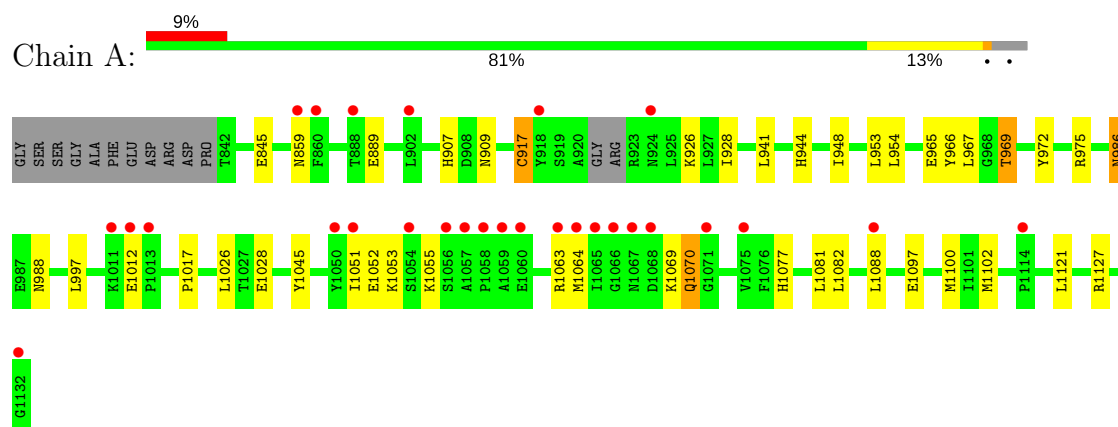 9%
Chain A:
81% 13% • •
GLY SER SER GLY ALA PHE GLU ASP ARG ASP PRO T842 E845 N859 F860 T888 E889 L902 H907 D908 N909 C917 Y918 S919 A920 GLY ARG R923 N924 L925 K926 L927 I928 L941 H944 I948 L953 L954 E965 Y966 L967 G968 T969 Y972 R975 N986
E987 N988 L997 K1011 E1012 P1013 P1017 L1026 T1027 E1028 Y1045 Y1050 I1051 E1052 K1053 S1054 K1055 S1056 A1057 P1058 A1059 E1060 R1063 M1064 I1065 G1066 N1067 D1068 K1069 Q1070 G1071 V1075 F1076 H1077 L1081 L1082 L1088 E1097 M1100 I1101 M1102 P1114 L1121 R1127
G1132